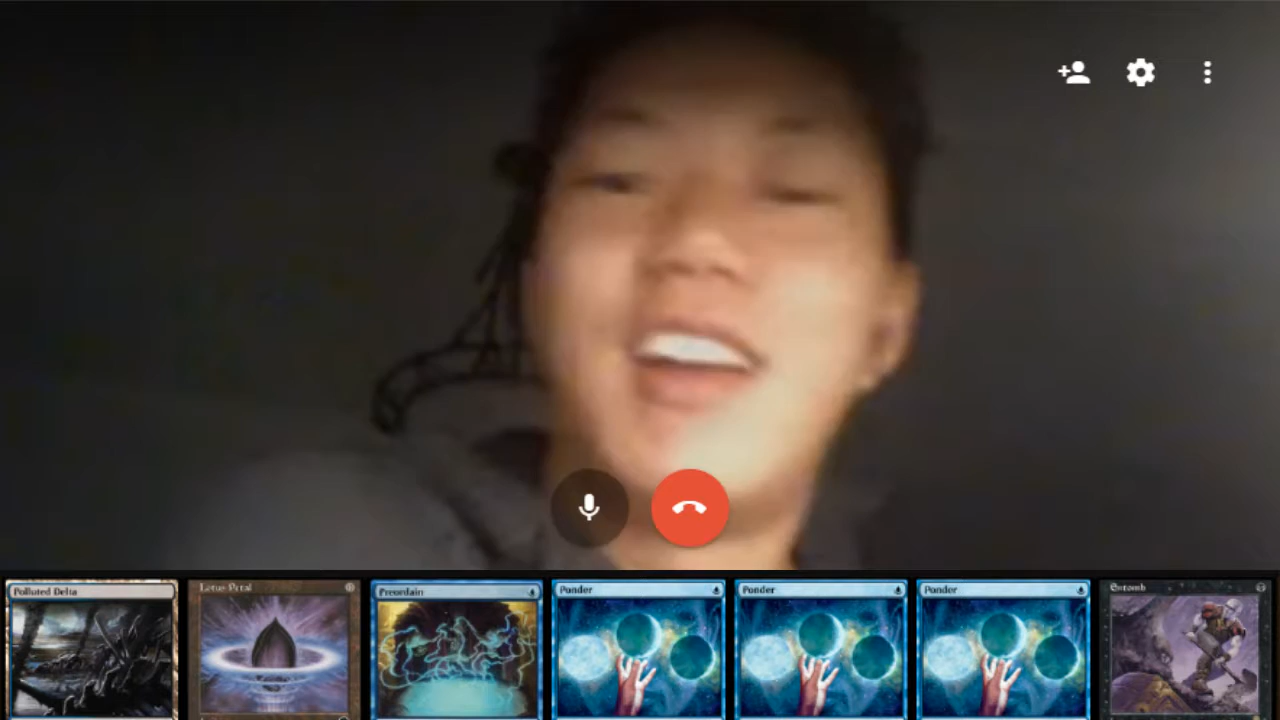 Polluted Delta
Lotus Petal
Preordain
Ponder
Ponder
Ponder
Entomb